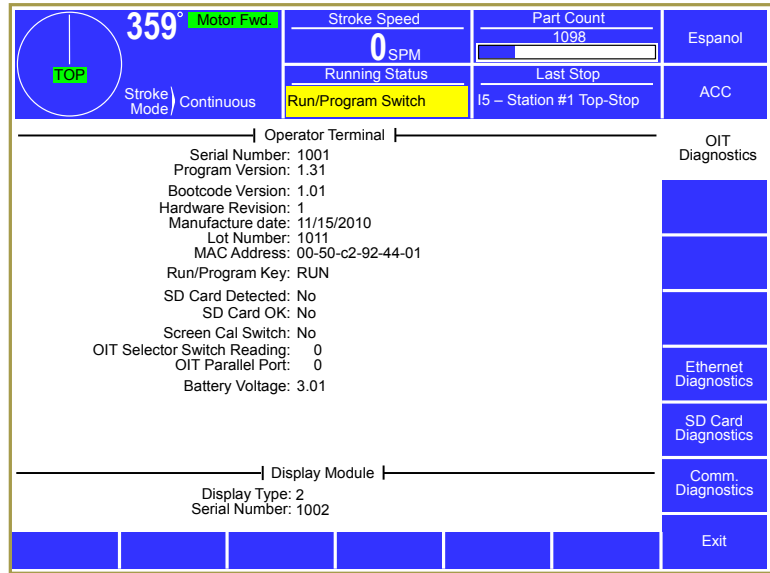 359° Motor Fwd.
TOP
Stroke Mode) Continuous
Stroke Speed
0 SPM
Part Count
1098
Running Status
Run/Program Switch
Last Stop
I5 – Station #1 Top-Stop
Espanol
ACC
OIT
Diagnostics
Operator Terminal
Serial Number: 1001
Program Version: 1.31
Bootcode Version: 1.01
Hardware Revision: 1
Manufacture date: 11/15/2010
Lot Number: 1011
MAC Address: 00-50-c2-92-44-01
Run/Program Key: RUN
SD Card Detected: No
SD Card OK: No
Screen Cal Switch: No
OIT Selector Switch Reading: 0
OIT Parallel Port: 0
Battery Voltage: 3.01
Display Module
Display Type: 2
Serial Number: 1002
Ethernet
Diagnostics
SD Card
Diagnostics
Comm.
Diagnostics
Exit